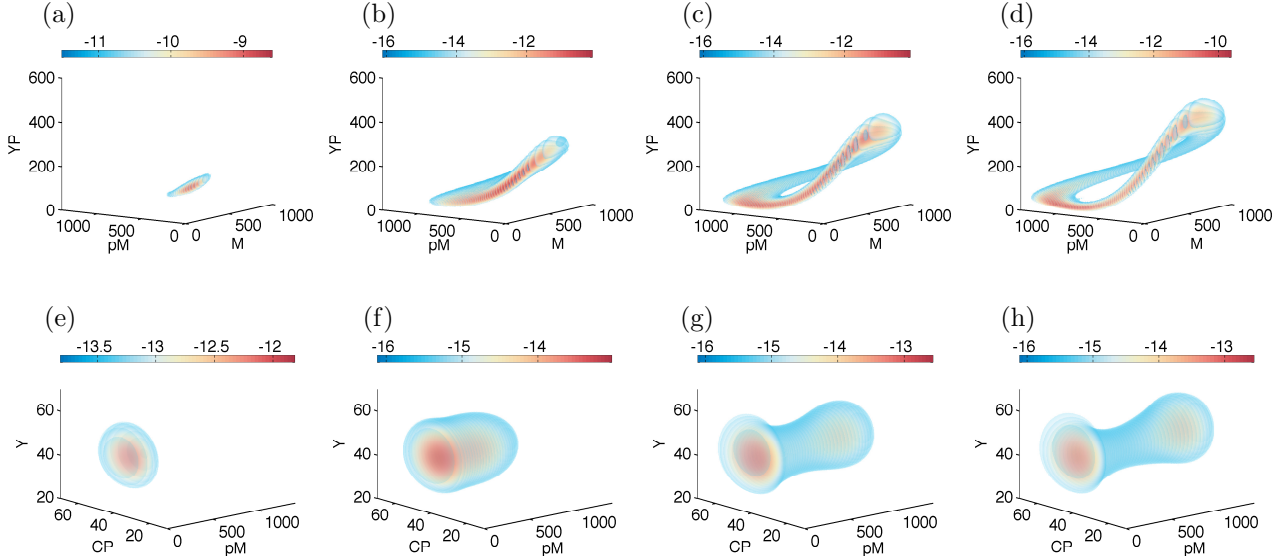 (a) (b) (c) (d)
-11 -10 -9 -16 -14 -12 -16 -14 -12 -16 -14 -12 -10
600 600 600 600
400 400 400 400
YP YP YP YP
200 200 200 200
0 0 0 0
1000 500 0 0 500 1000 1000 500 0 0 500 1000 1000 500 0 0 500 1000 1000 500 0 0 500 1000
pM M pM M pM M pM M
(e) (f) (g) (h)
-13.5 -13 -12.5 -12 -16 -15 -14 -16 -15 -14 -13 -16 -15 -14 -13
60 60 60 60
Y Y Y Y
40 40 40 40
20 20 20 20
60 40 20 0 500 1000 60 40 20 0 500 1000 60 40 20 0 500 1000 60 40 20 0 500 1000
CP pM CP pM CP pM CP pM